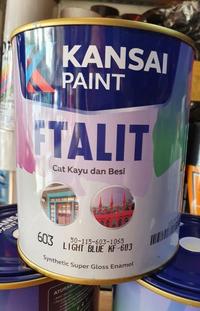 KANSAI
PAINT
FTALIT
Cat Kayu dan Besi
603
50-115-603-1065
LIGHT BLUE KF-603
Synthetic Super Gloss Enamel